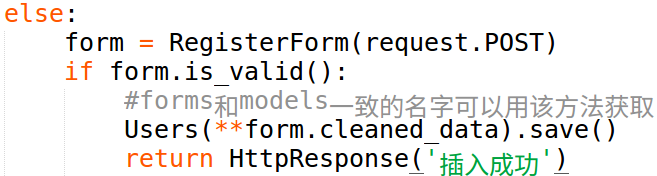 else:
form = RegisterForm(request.POST)
if form.is_valid():
#forms和models一致的名字可以用该方法获取
Users(**form.cleaned_data).save()
return HttpResponse('插入成功')